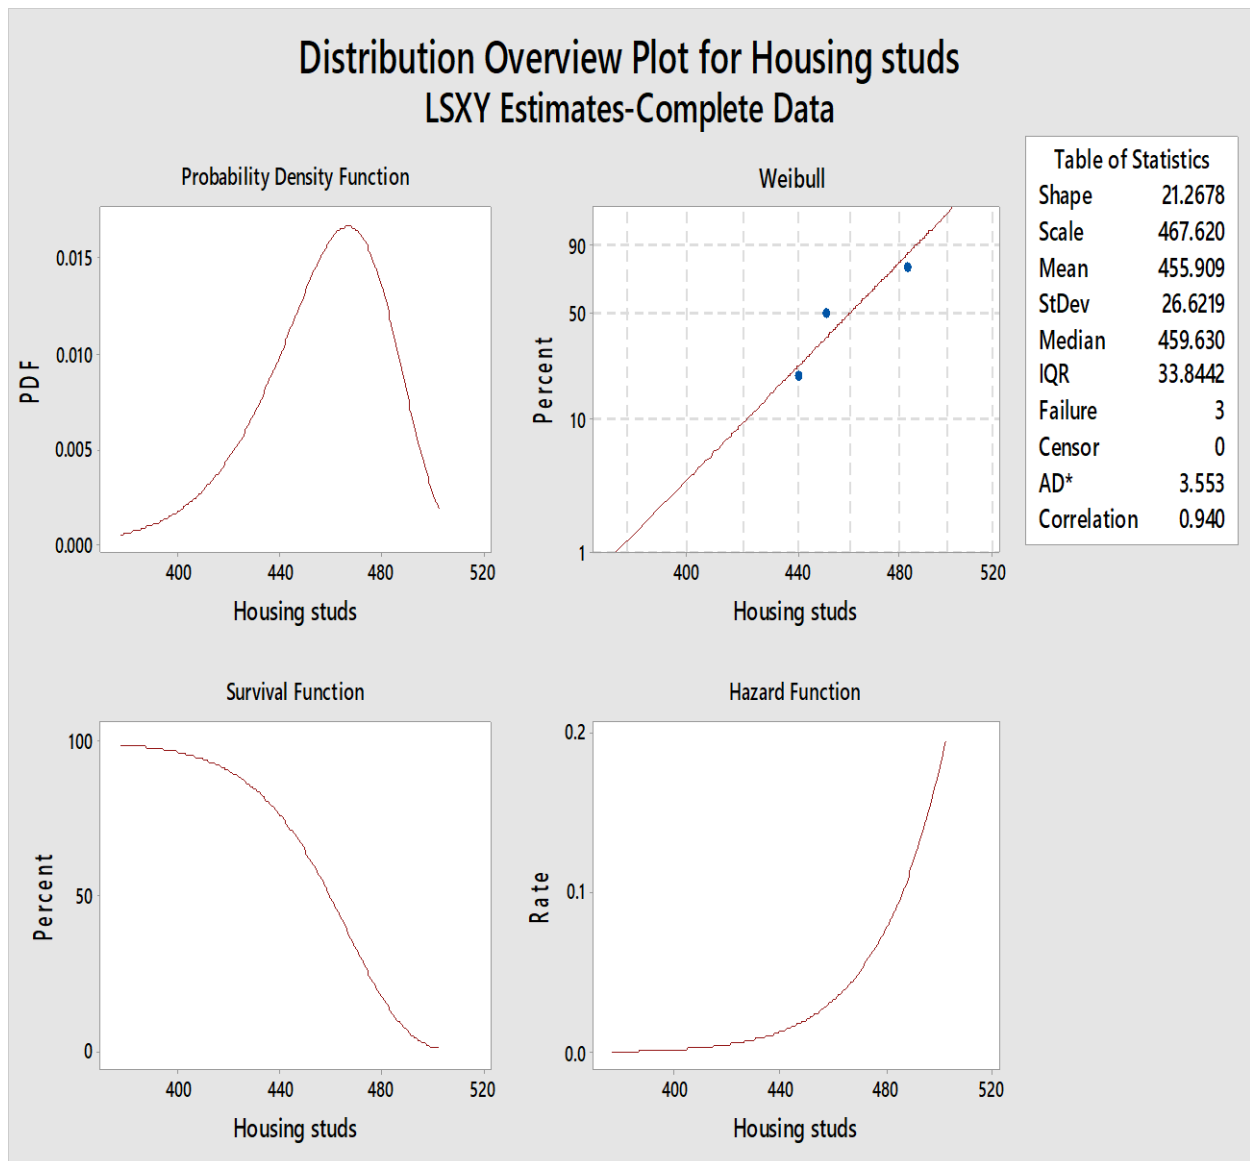 Distribution Overview Plot for Housing studs
LSXY Estimates-Complete Data
Probability Density Function
PDF
0.015
0.010
0.005
0.000
400 440 480 520
Housing studs
Weibull
Percent
90
50
10
1
400 440 480 520
Housing studs
Table of Statistics
Shape 21.2678
Scale 467.620
Mean 455.909
StDev 26.6219
Median 459.630
IQR 33.8442
Failure 3
Censor 0
AD* 3.553
Correlation 0.940
Survival Function
Percent
100
50
0
400 440 480 520
Housing studs
Hazard Function
Rate
0.2
0.1
0.0
400 440 480 520
Housing studs